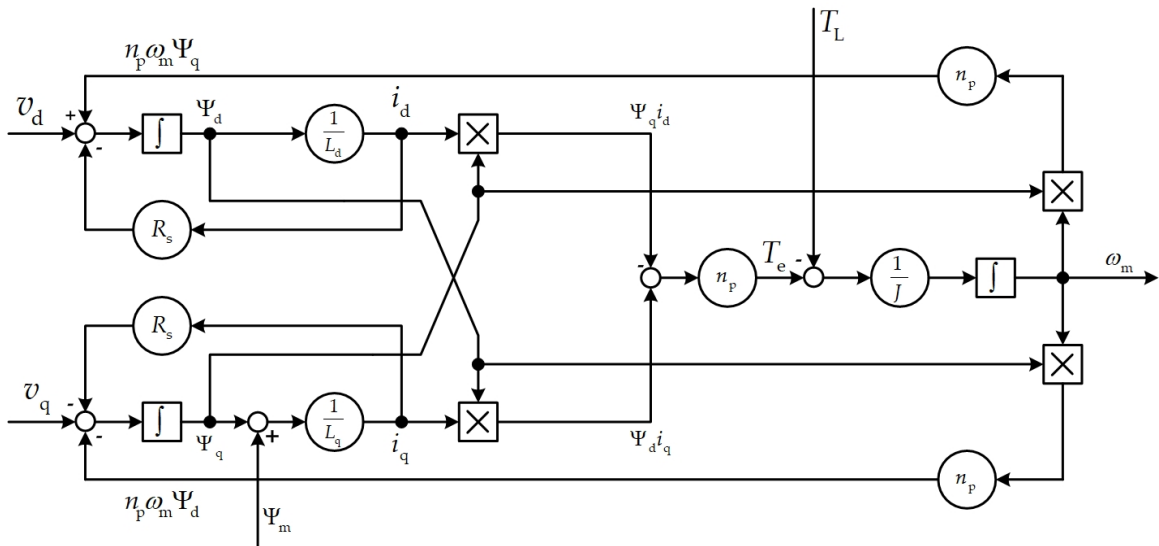 n_p ω_m Ψ_q
T_L
n_p
v_d
+
-
∫
Ψ_d
1/L_d
i_d
×
Ψ_q i_d
R_s
×
-
n_p
T_e
-
1/J
∫
ω_m
R_s
×
v_q
-
-
∫
Ψ_q
+
1/L_q
i_q
×
Ψ_d i_q
n_p ω_m Ψ_d
Ψ_m
n_p